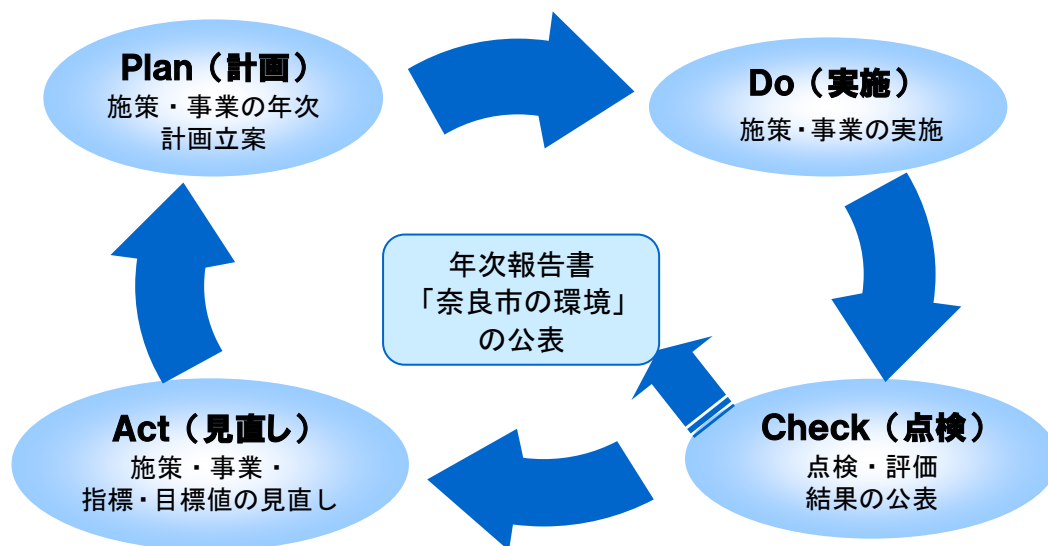 Plan（計画）
施策・事業の年次
計画立案
Do（実施）
施策・事業の実施
年次報告書
「奈良市の環境」
の公表
Act（見直し）
施策・事業・
指標・目標値の見直し
Check（点検）
点検・評価
結果の公表